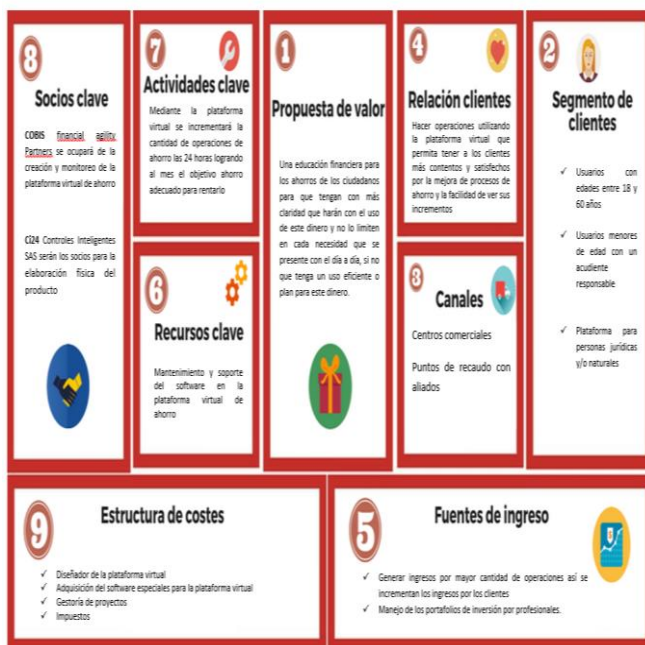 8
Socios clave
COBIS financial agility
Partners se ocupará de la
creación y monitoreo de la
plataforma virtual de ahorro
Ci24 Controles Inteligentes
SAS serán los socios para la
elaboración física del
producto
7
Actividades clave
Mediante la plataforma
virtual se incrementará la
cantidad de operaciones de
ahorro las 24 horas logrando
al mes el objetivo ahorro
adecuado para rentarlo
6
Recursos clave
Mantenimiento y soporte
del software en la
plataforma virtual de
ahorro
1
Propuesta de valor
Una educación financiera para
los ahorros de los ciudadanos
para que tengan con más
claridad que harán con el uso
de este dinero y no lo limiten
en cada necesidad que se
presente con el día a día, si no
que tenga un uso eficiente o
plan para este dinero.
4
Relación clientes
Hacer operaciones utilizando
la plataforma virtual que
permita tener a los clientes
más contentos y satisfechos
por la mejora de procesos de
ahorro y la facilidad de ver sus
incrementos
3
Canales
Centros comerciales
Puntos de recaudo con
aliados
2
Segmento de
clientes
✓ Usuarios con
edades entre 18 y
60 años
✓ Usuarios menores
de edad con un
acudiente
responsable
✓ Plataforma para
personas jurídicas
y/o naturales
9
Estructura de costes
✓ Diseñador de la plataforma virtual
✓ Adquisición del software especiales para la plataforma virtual
✓ Gestoría de proyectos
✓ Impuestos
5
Fuentes de ingreso
✓ Generar ingresos por mayor cantidad de operaciones así se
incrementan los ingresos por los clientes
✓ Manejo de los portafolios de inversión por profesionales.